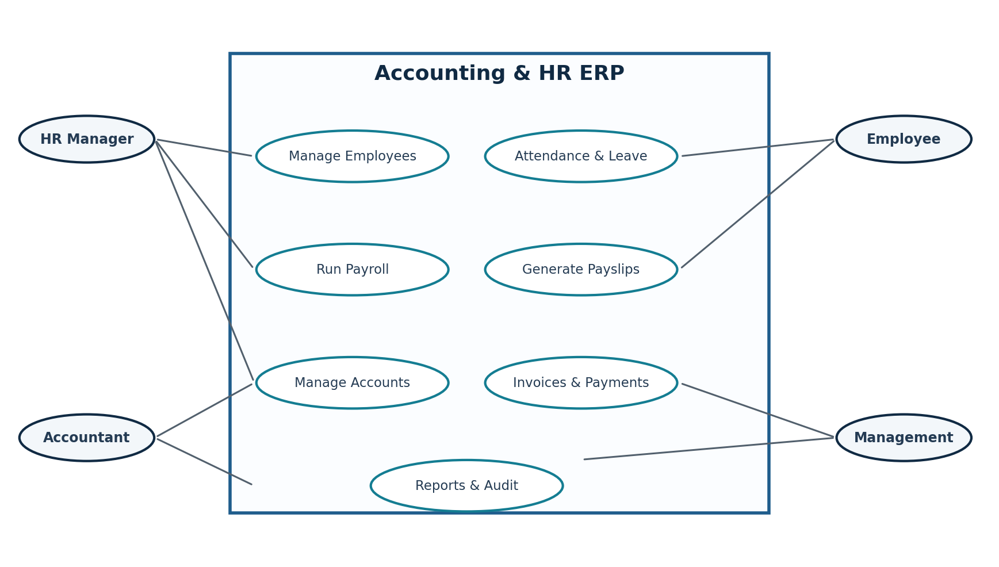 Accounting & HR ERP
HR Manager
Employee
Manage Employees
Attendance & Leave
Run Payroll
Generate Payslips
Manage Accounts
Invoices & Payments
Accountant
Management
Reports & Audit